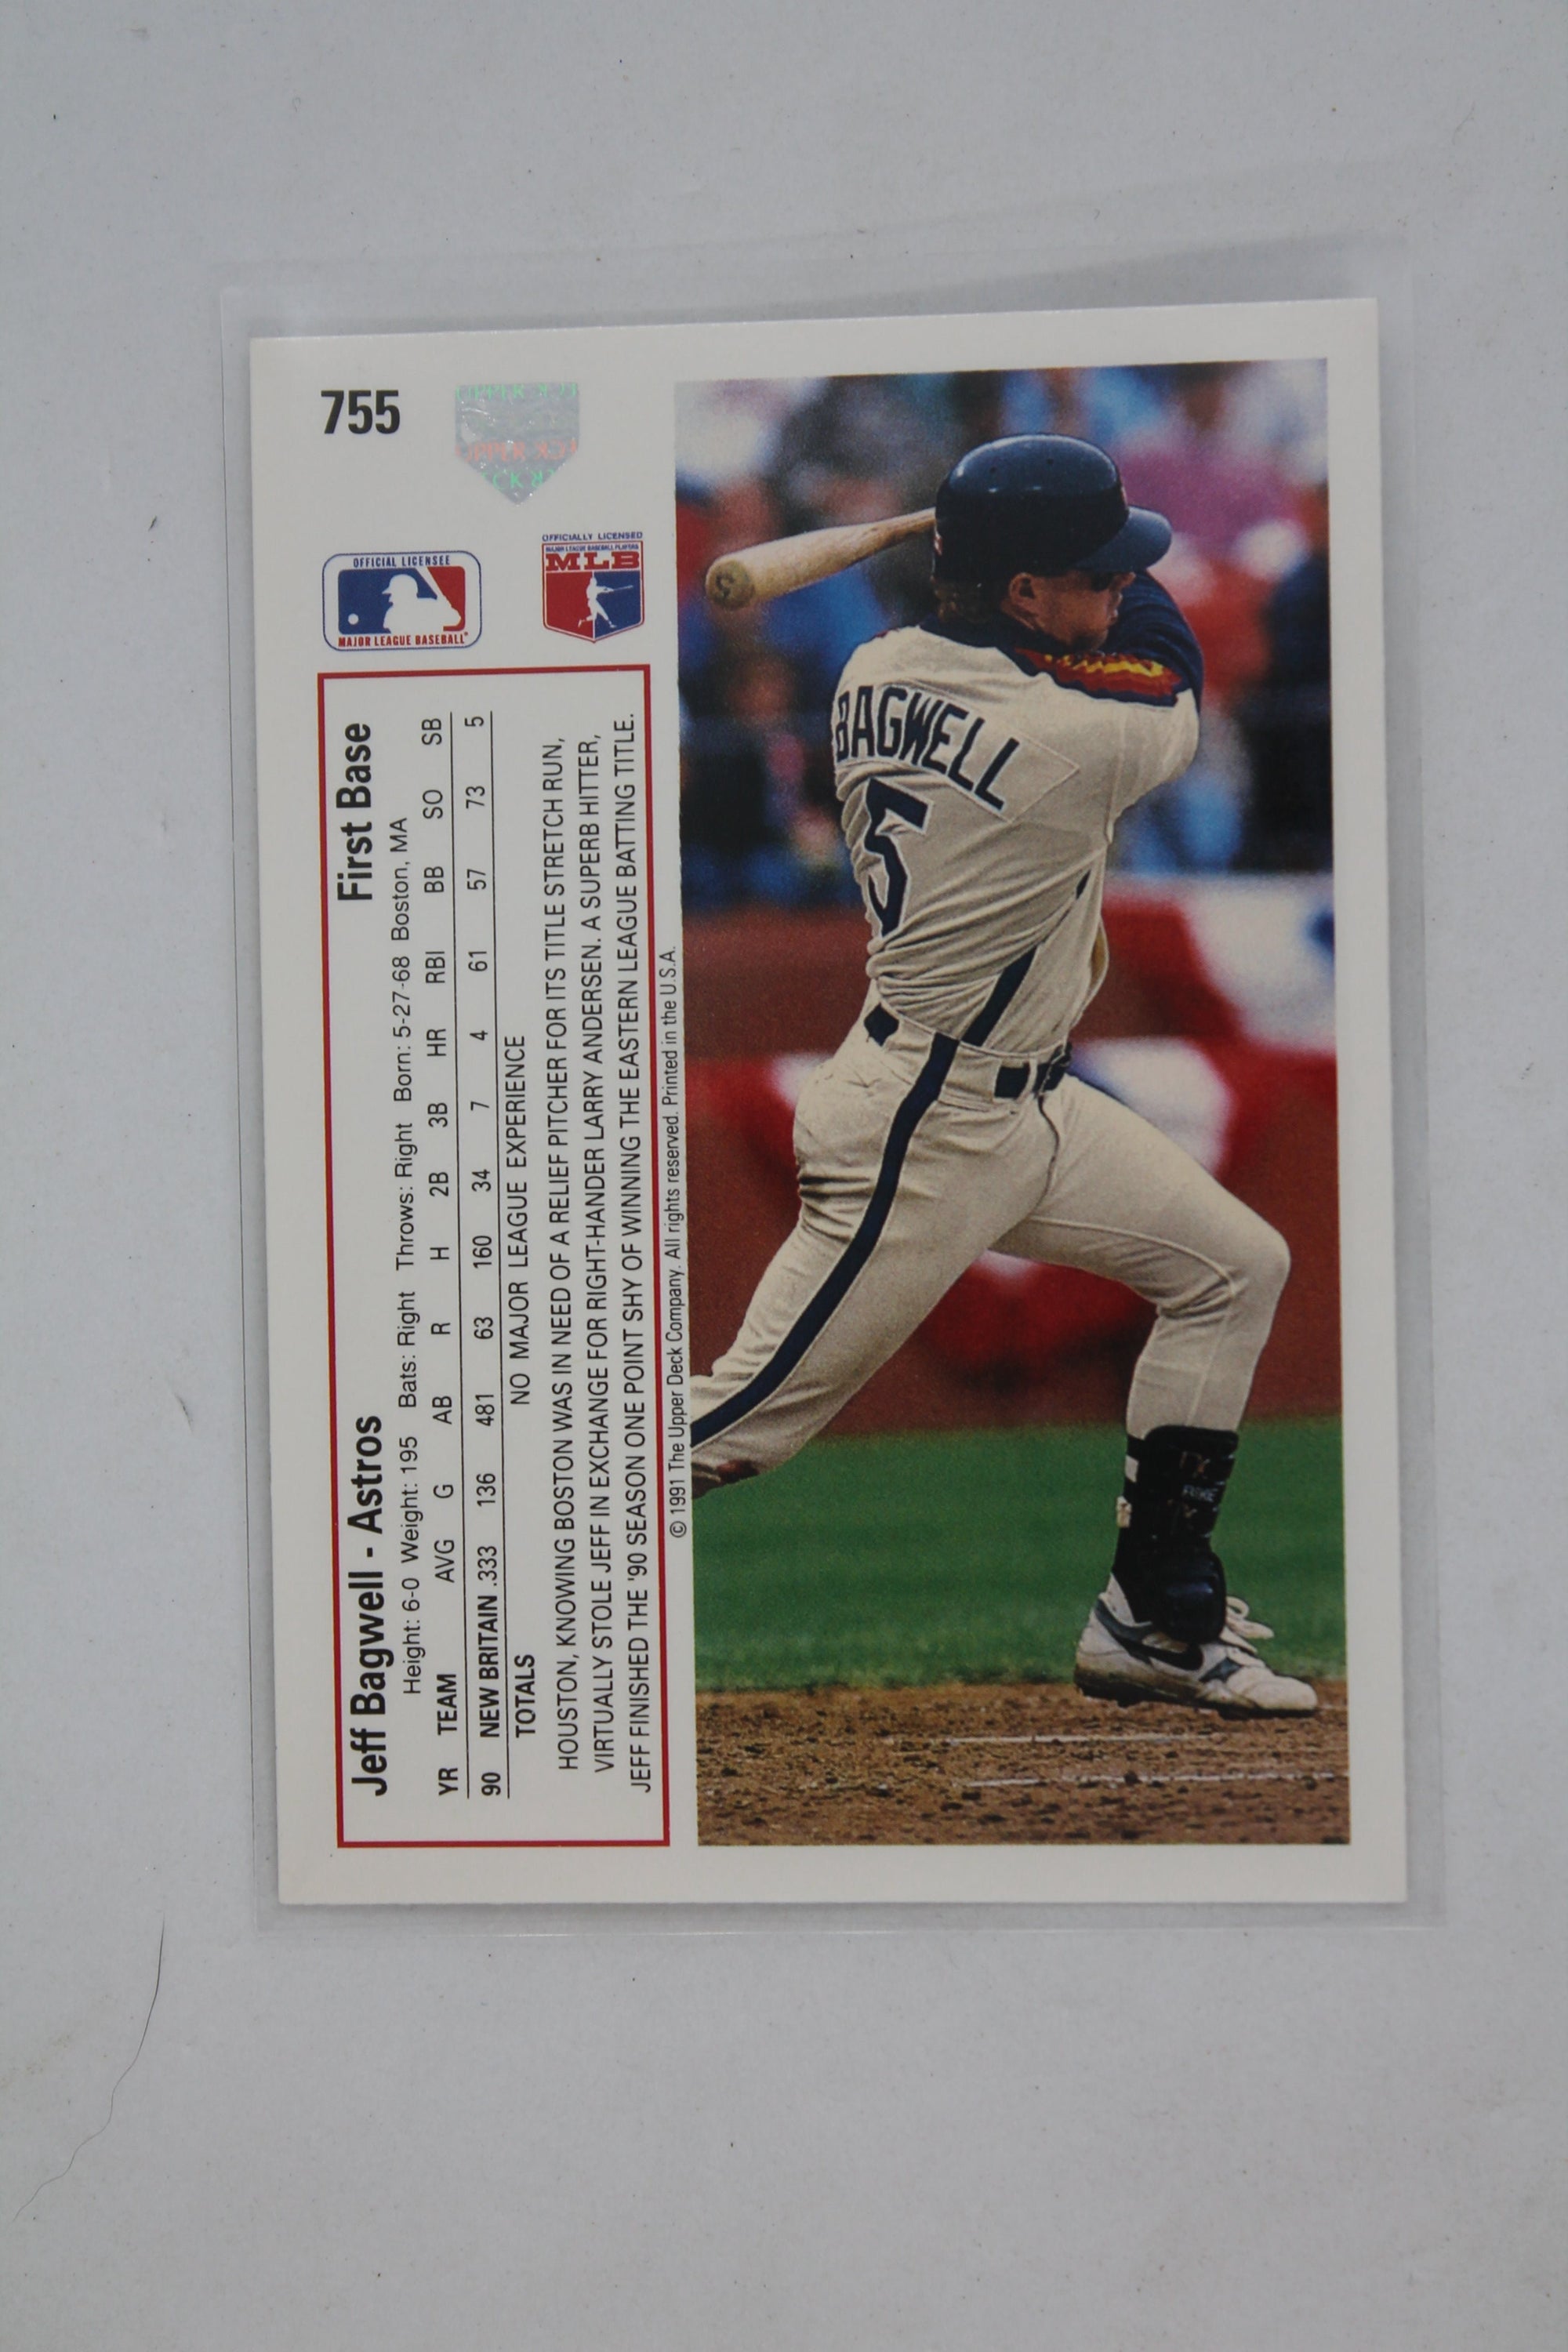 755
UPPER DECK
OFFICIAL LICENSEE
MAJOR LEAGUE BASEBALL
OFFICIALLY LICENSED
MAJOR LEAGUE BASEBALL PLAYERS
MLB
Jeff Bagwell - Astros First Base
Height: 6-0 Weight: 195 Bats: Right Throws: Right Born: 5-27-68 Boston, MA
YR TEAM AVG G AB R H 2B 3B HR RBI BB SO SB
90 NEW BRITAIN .333 136 481 63 160 34 7 4 61 57 73 5
TOTALS NO MAJOR LEAGUE EXPERIENCE
HOUSTON, KNOWING BOSTON WAS IN NEED OF A RELIEF PITCHER FOR ITS TITLE STRETCH RUN,
VIRTUALLY STOLE JEFF IN EXCHANGE FOR RIGHT-HANDER LARRY ANDERSEN. A SUPERB HITTER,
JEFF FINISHED THE '90 SEASON ONE POINT SHY OF WINNING THE EASTERN LEAGUE BATTING TITLE.
© 1991 The Upper Deck Company. All rights reserved. Printed in the U.S.A.
BAGWELL
5